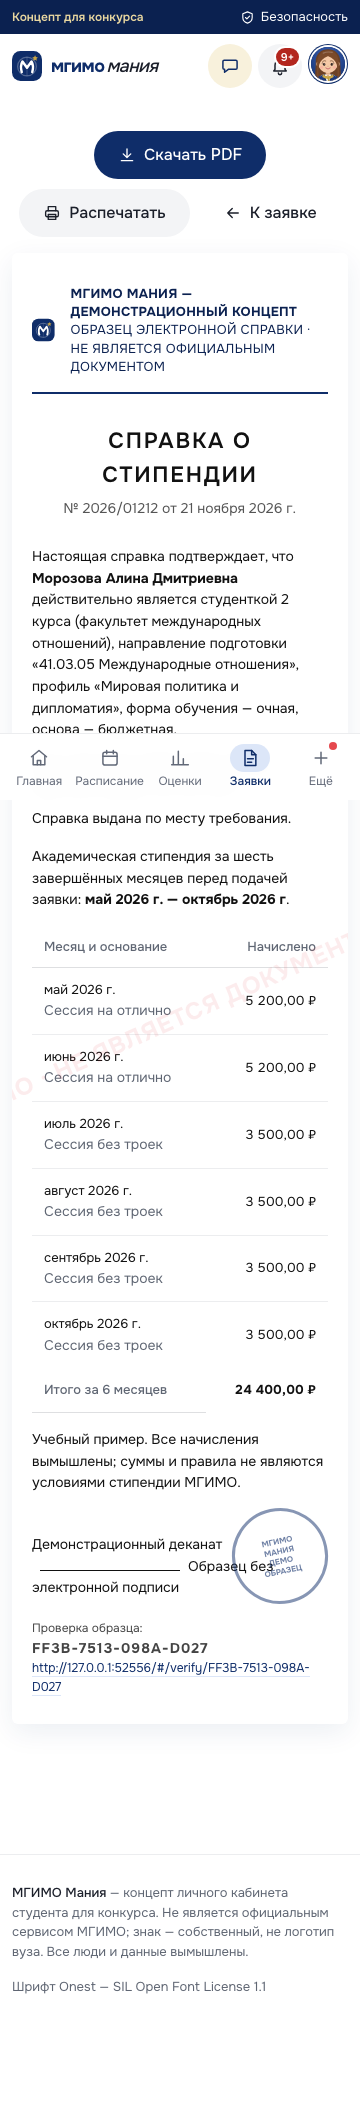 Концепт для конкурса
Безопасность
МГИМО МАНИЯ
9+
Скачать PDF
Распечатать
К заявке
МГИМО МАНИЯ —
ДЕМОНСТРАЦИОННЫЙ КОНЦЕПТ
ОБРАЗЕЦ ЭЛЕКТРОННОЙ СПРАВКИ ·
НЕ ЯВЛЯЕТСЯ ОФИЦИАЛЬНЫМ
ДОКУМЕНТОМ
СПРАВКА О
СТИПЕНДИИ
№ 2026/01212 от 21 ноября 2026 г.
Настоящая справка подтверждает, что
Морозова Алина Дмитриевна
действительно является студенткой 2
курса (факультет международных
отношений), направление подготовки
«41.03.05 Международные отношения»,
профиль «Мировая политика и
дипломатия», форма обучения — очная,
основа — бюджетная.
Главная
Расписание
Оценки
Заявки
Ещё
Справка выдана по месту требования.
Академическая стипендия за шесть
завершённых месяцев перед подачей
заявки: май 2026 г. — октябрь 2026 г.
Месяц и основание
Начислено
май 2026 г.
Сессия на отлично
5 200,00 ₽
июнь 2026 г.
Сессия на отлично
5 200,00 ₽
июль 2026 г.
Сессия без троек
3 500,00 ₽
август 2026 г.
Сессия без троек
3 500,00 ₽
сентябрь 2026 г.
Сессия без троек
3 500,00 ₽
октябрь 2026 г.
Сессия без троек
3 500,00 ₽
Итого за 6 месяцев
24 400,00 ₽
НЕ ЯВЛЯЕТСЯ ДОКУМЕНТ
Учебный пример. Все начисления
вымышлены; суммы и правила не являются
условиями стипендии МГИМО.
Демонстрационный деканат
Образец без
электронной подписи
МГИМО
МАНИЯ
ДЕМО
ОБРАЗЕЦ
Проверка образца:
FF3B-7513-098A-D027
http://127.0.0.1:52556/#/verify/FF3B-7513-098A-
D027
МГИМО Мания — концепт личного кабинета
студента для конкурса. Не является официальным
сервисом МГИМО; знак — собственный, не логотип
вуза. Все люди и данные вымышлены.
Шрифт Onest — SIL Open Font License 1.1